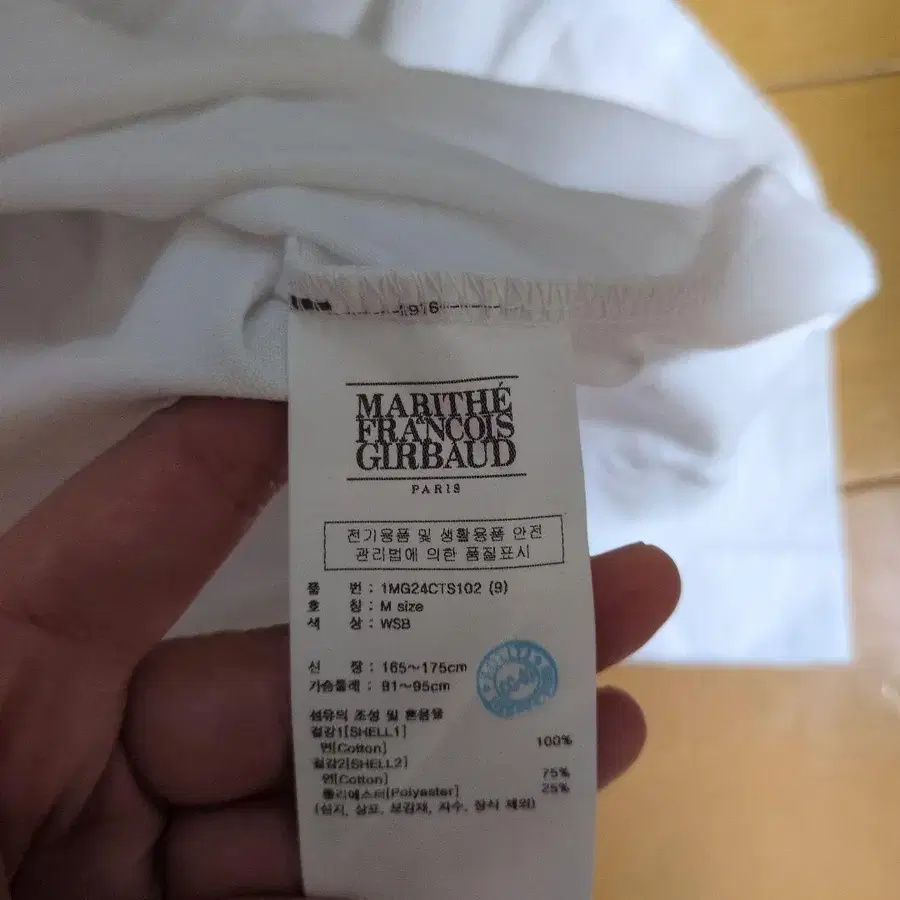 976
MARITHÉ
FRANCOIS
GIRBAUD
PARIS
전기용품 및 생활용품 안전
관리법에 의한 품질표시
품 번 : 1MG24CTS102 (9)
호 칭 : M size
색 상 : WSB
신 장 : 165~175cm
가슴둘레 : 91~95cm
섬유의 조성 및 혼용율
겉감1[SHELL1]
면[Cotton] 100%
겉감2[SHELL2]
면[Cotton] 75%
폴리에스터[Polyester] 25%
(심지, 상표, 보강재, 자수, 장식 제외)